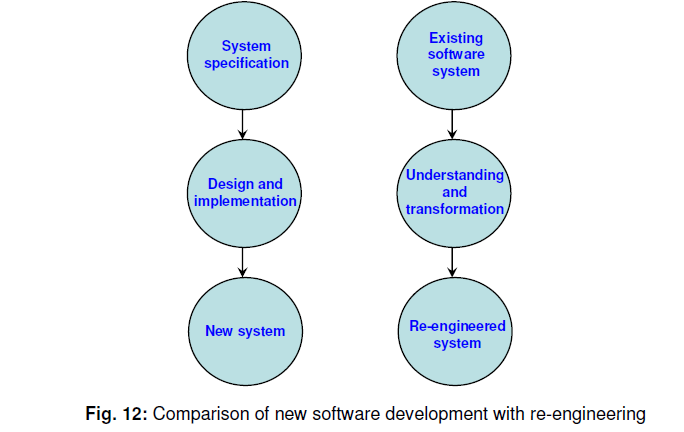 System
specification
Design and
implementation
New system
Existing
software
system
Understanding
and
transformation
Re-engineered
system
Fig. 12: Comparison of new software development with re-engineering